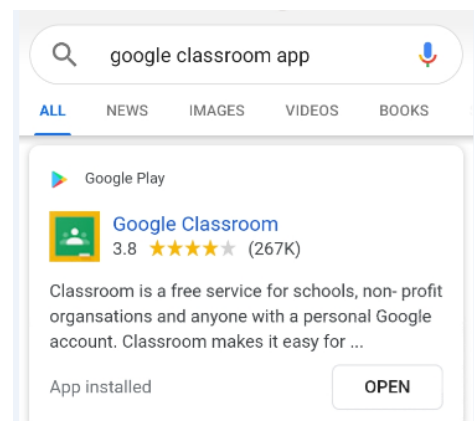 google classroom app
ALL NEWS IMAGES VIDEOS BOOKS
Google Play
Google Classroom
3.8 ★★★★★ (267K)
Classroom is a free service for schools, non- profit
organsations and anyone with a personal Google
account. Classroom makes it easy for ...
App installed OPEN